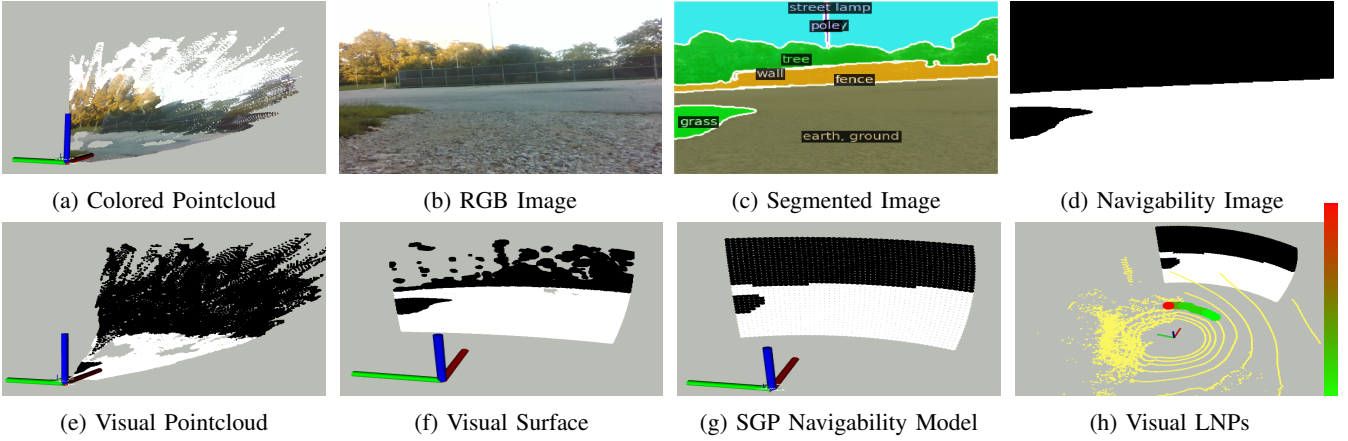 street lamp
pole
tree
wall
fence
grass
earth, ground
(a) Colored Pointcloud
(b) RGB Image
(c) Segmented Image
(d) Navigability Image
(e) Visual Pointcloud
(f) Visual Surface
(g) SGP Navigability Model
(h) Visual LNPs